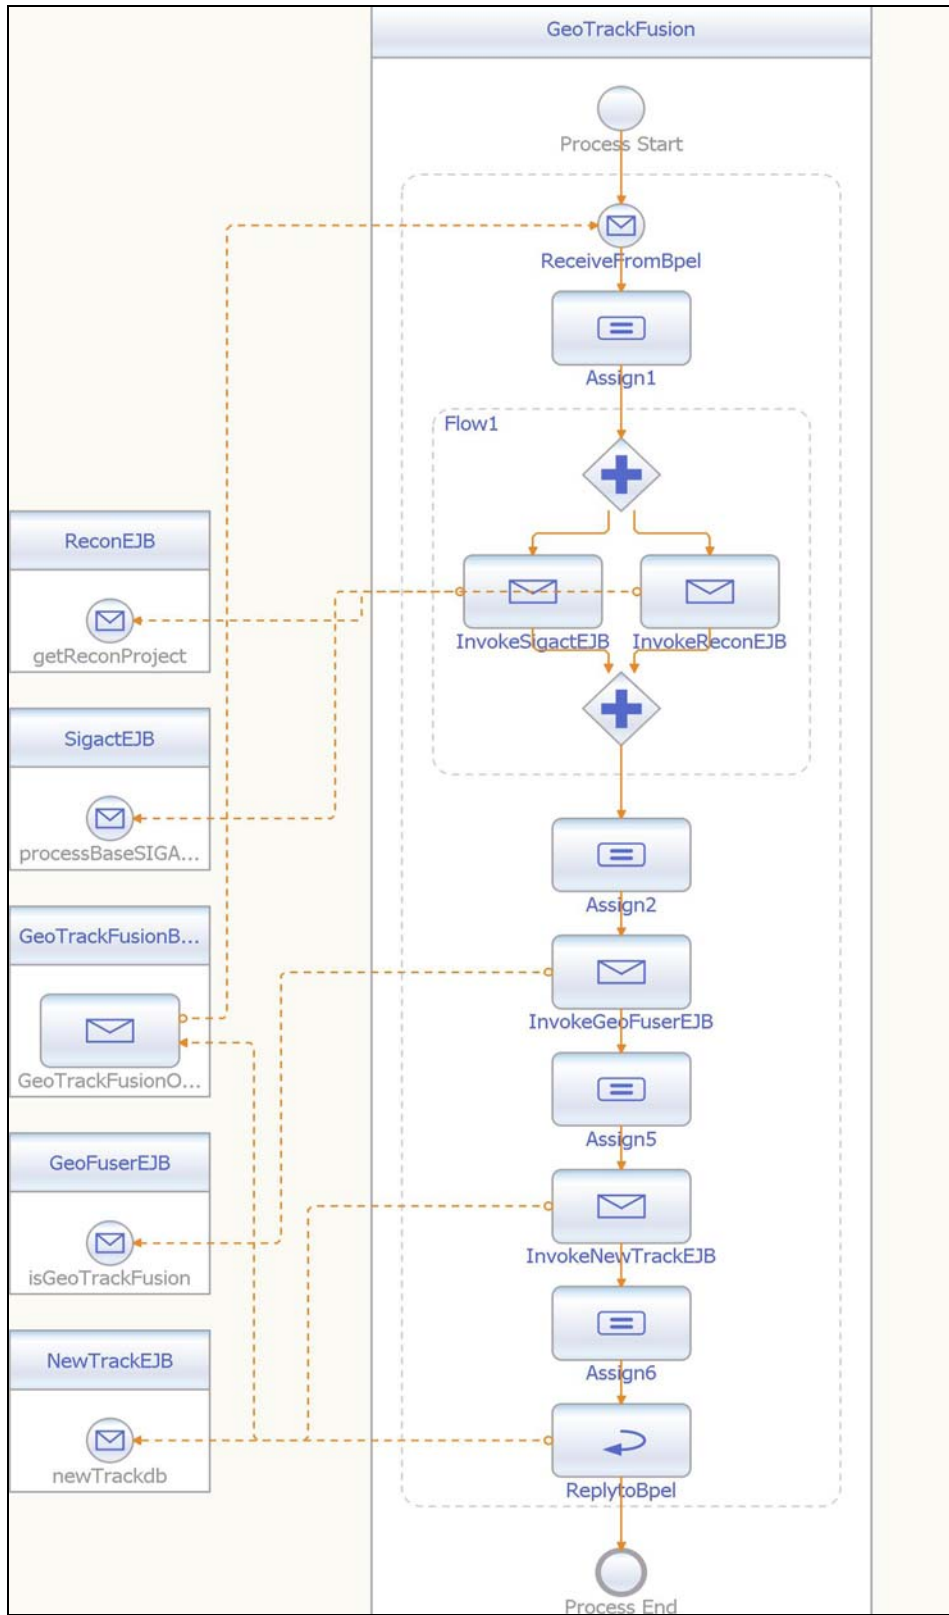 GeoTrackFusion
Process Start
ReceiveFromBpel
Assign1
Flow1
InvokeSigactEJB
InvokeReconEJB
Assign2
InvokeGeoFuserEJB
Assign5
InvokeNewTrackEJB
Assign6
ReplytoBpel
Process End
ReconEJB
getReconProject
SigactEJB
processBaseSIGA...
GeoTrackFusionB...
GeoTrackFusionO...
GeoFuserEJB
isGeoTrackFusion
NewTrackEJB
newTrackdb